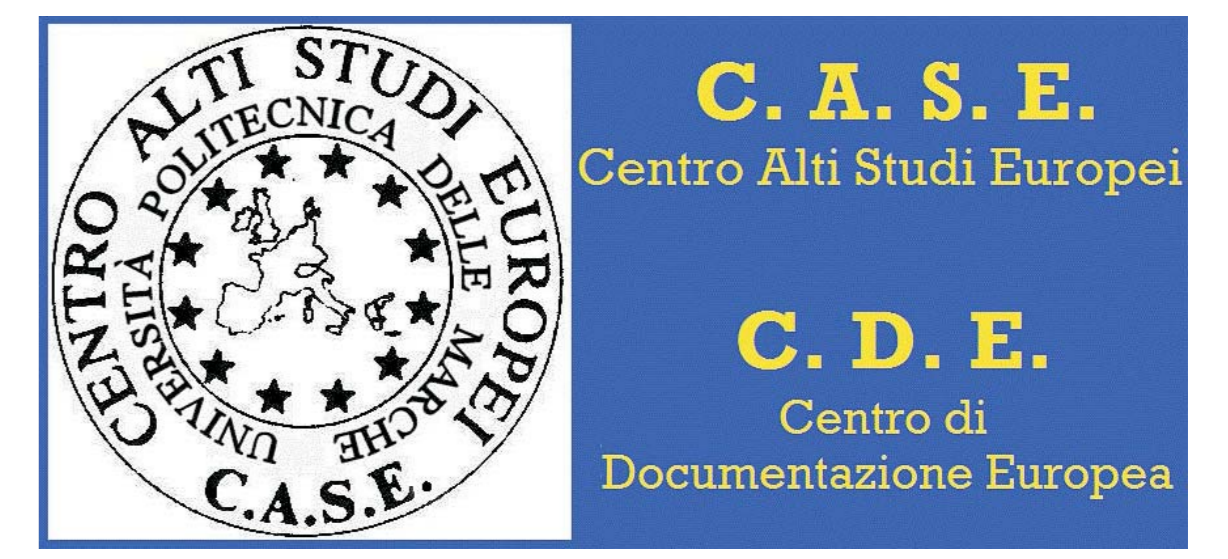 CENTRO ALTI STUDI EUROPEI
UNIVERSITÀ POLITECNICA DELLE MARCHE
C.A.S.E.
C. A. S. E.
Centro Alti Studi Europei
C. D. E.
Centro di
Documentazione Europea